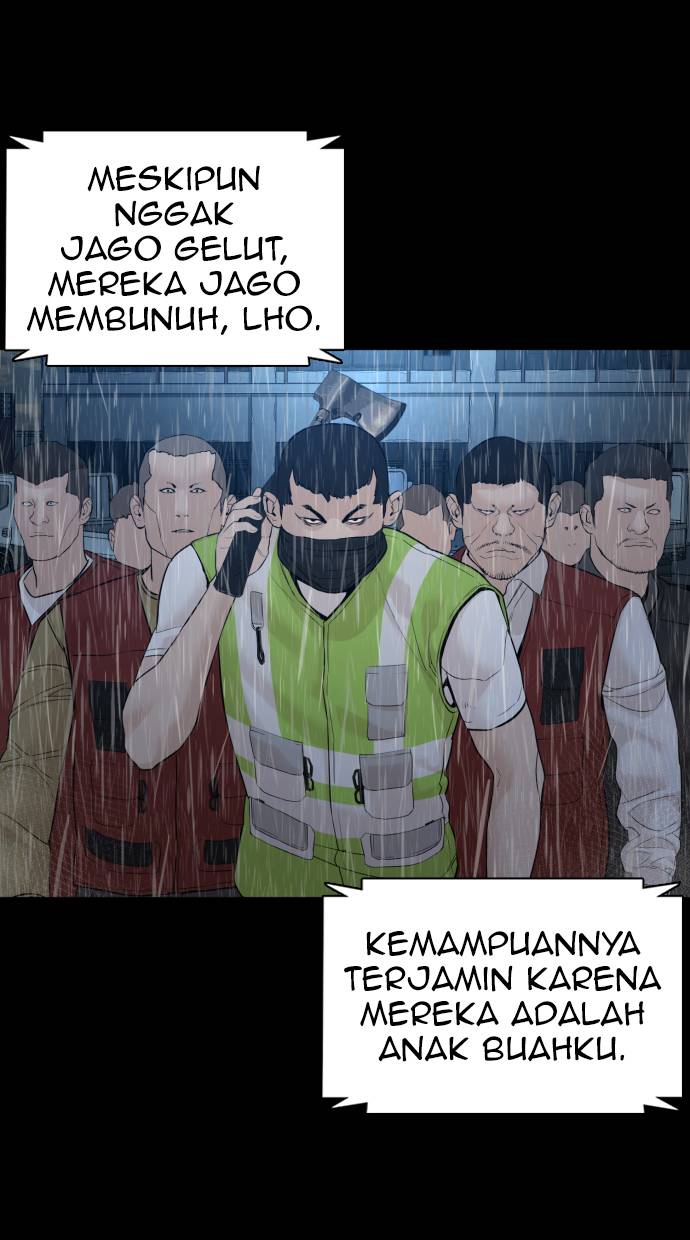 MESKIPUN
NGGAK
JAGO GELUT,
MEREKA JAGO
MEMBUNUH, LHO.
KEMAMPUANNYA
TERJAMIN KARENA
MEREKA ADALAH
ANAK BUAHKU.